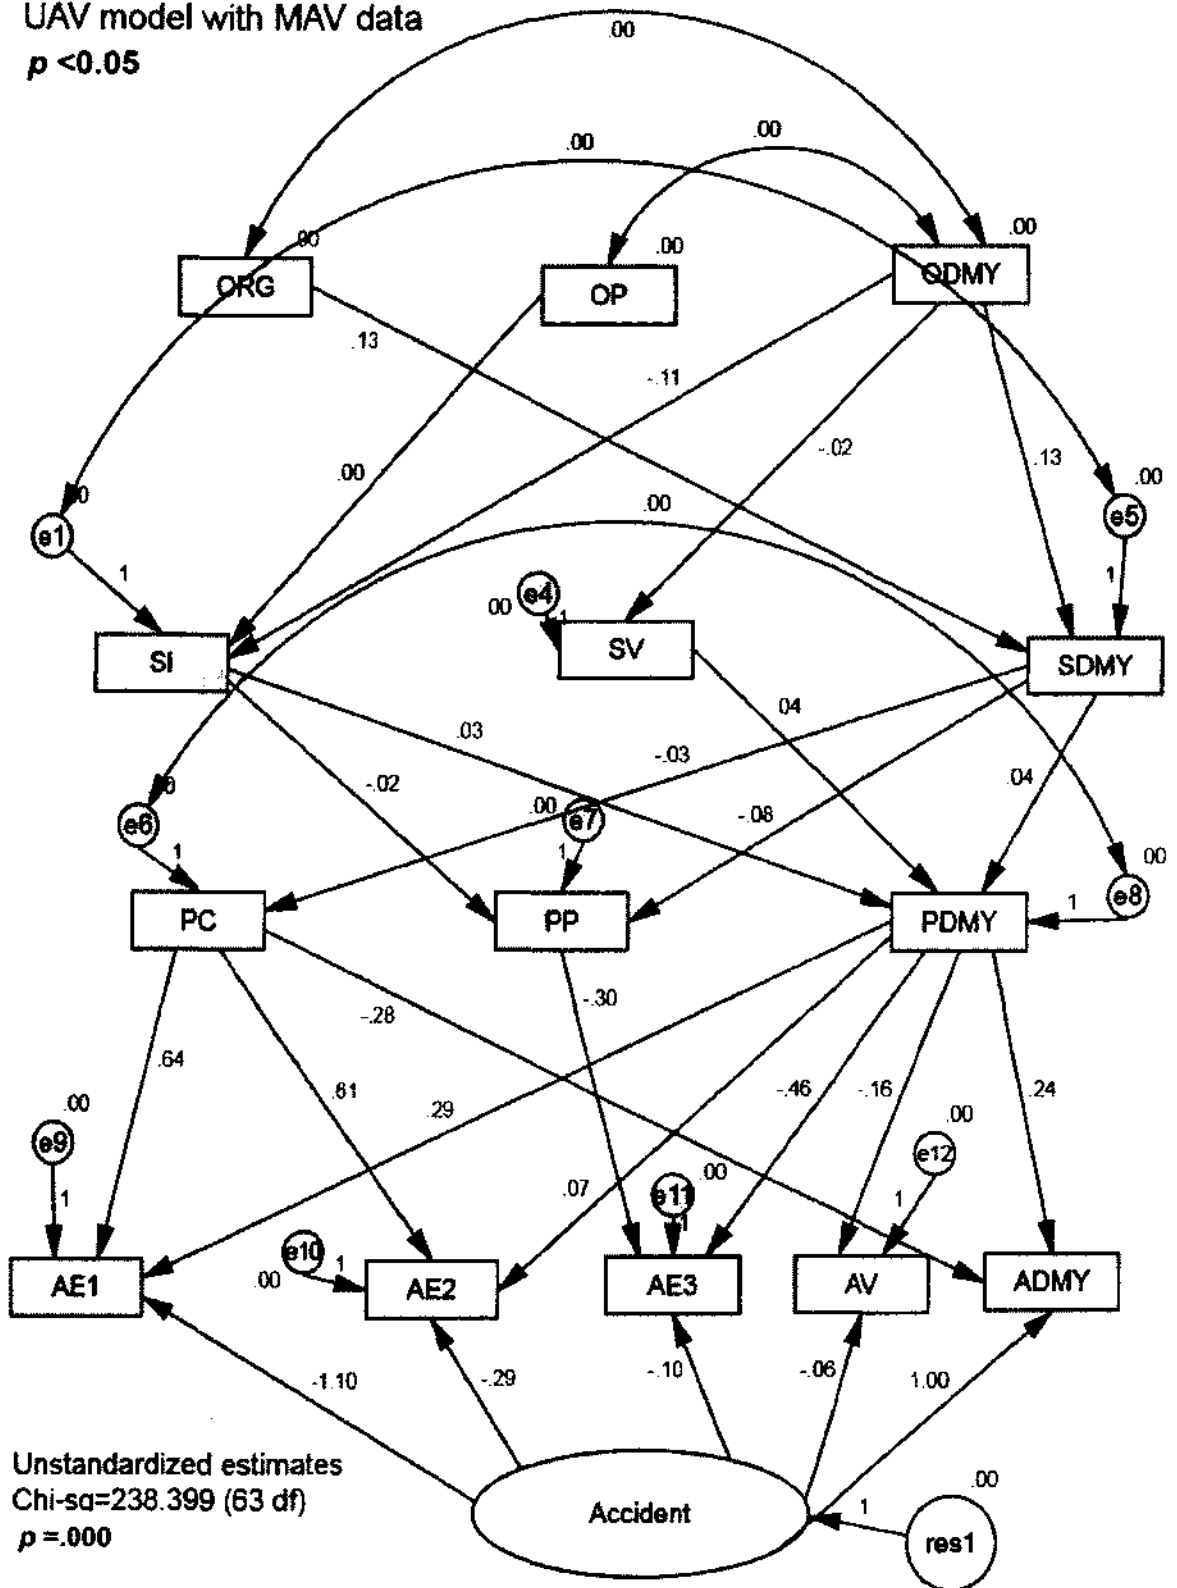 UAV model with MAV data
p <0.05
.00
.00
.00
.00
.00
.00
ORG
OP
ODMY
.13
-.11
-.02
.13
.00
.00
.00
e1
e5
1
1
e4
.00
1
SI
SV
SDMY
.03
-.02
-.03
.04
-.08
.04
e6
.00
e7
.00
e8
1
1
1
PC
PP
PDMY
-.28
-.30
.64
.61
.29
.07
-.46
-.16
.24
.00
e9
1
.00
e10
1
.00
e11
1
.00
e12
1
AE1
AE2
AE3
AV
ADMY
-1.10
-.29
-.10
-.06
1.00
Unstandardized estimates
Chi-sq=238.399 (63 df)
p =.000
Accident
1
.00
res1